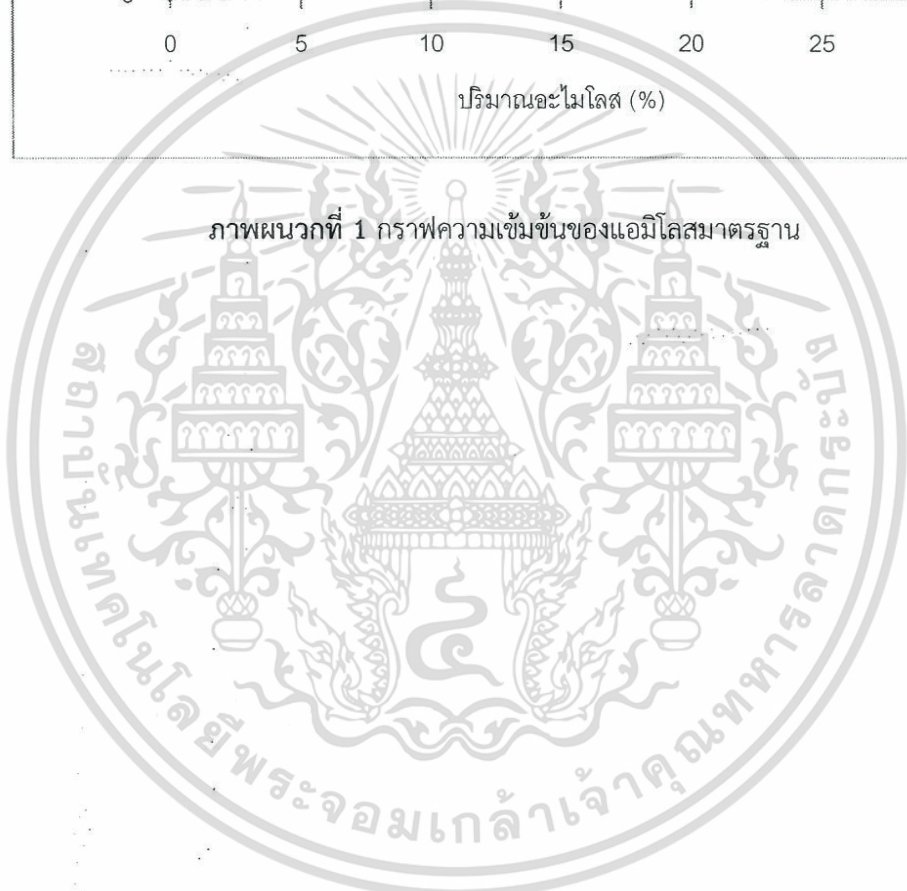 0 5 10 15 20 25
ปริมาณอะไมโลส (%)
ภาพผนวกที่ 1 กราฟความเข้มข้นของแอมิโลสมาตรฐาน
สถาบันเทคโนโลยีพระจอมเกล้าเจ้าคุณทหารลาดกระบัง
๔